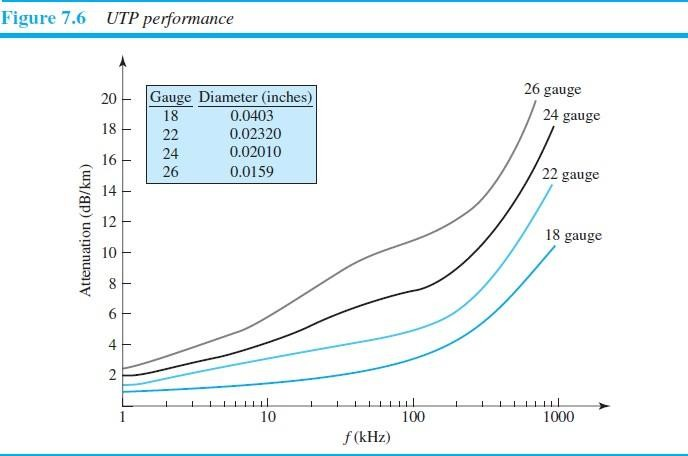 Figure 7.6 UTP performance
Gauge Diameter (inches)
18 0.0403
22 0.02320
24 0.02010
26 0.0159
26 gauge
24 gauge
22 gauge
18 gauge
Attenuation (dB/km)
20
18
16
14
12
10
8
6
4
2
1 10 100 1000
f (kHz)